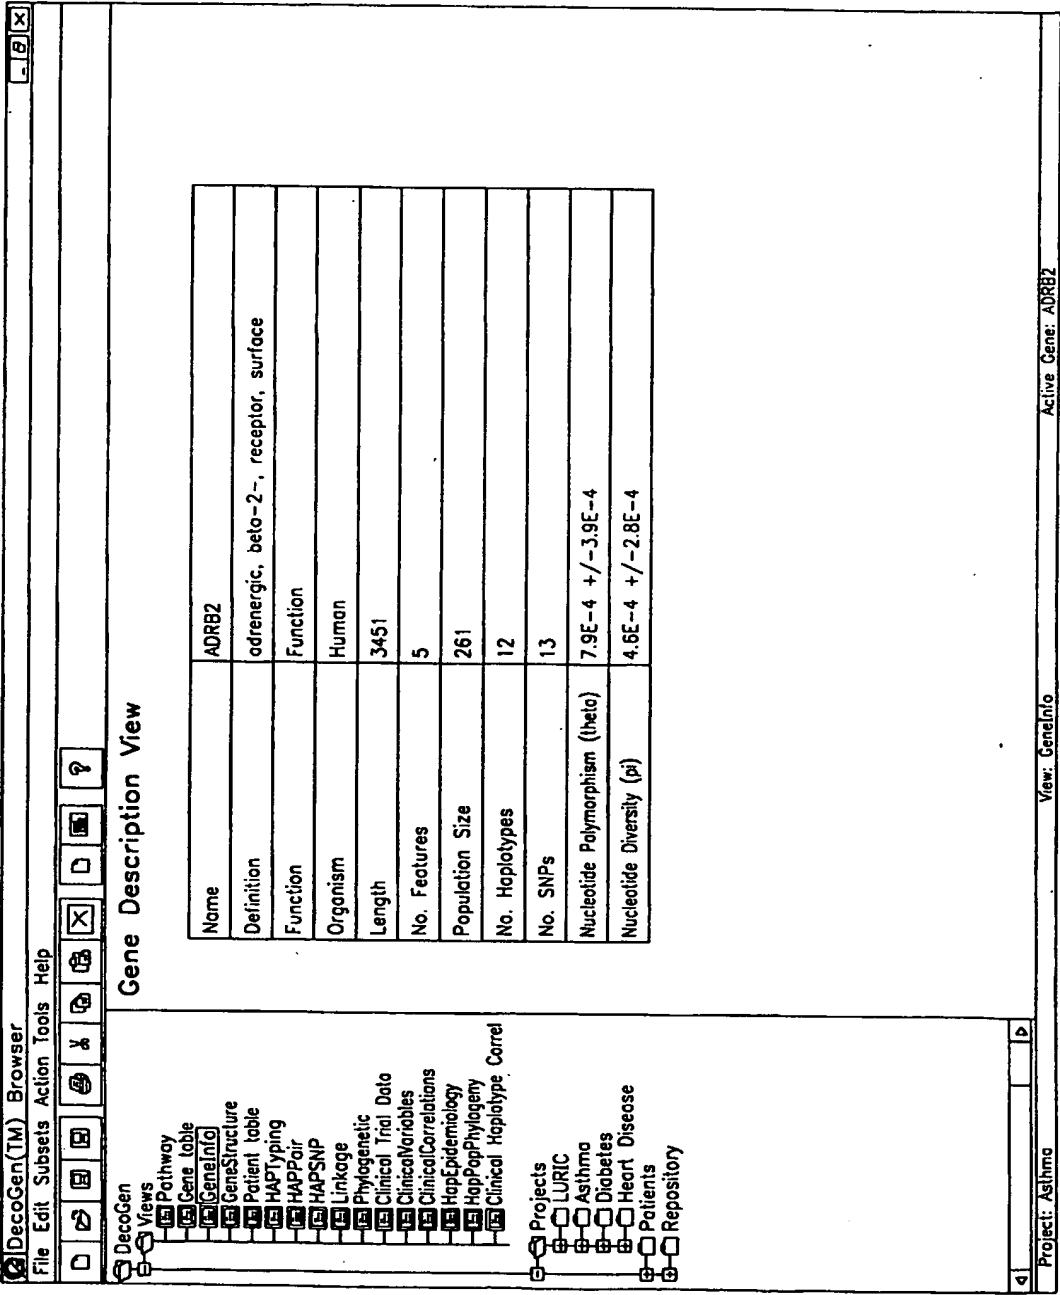 DecoGen(TM) Browser
File Edit Subsets Action Tools Help
?
DecoGen
Views
Pathway
Gene table
GeneInfo
GeneStructure
Patient table
HAPTyping
HAPPair
HAPSNP
Linkage
Phylogenetic
Clinical Trial Data
ClinicalVariables
ClinicalCorrelations
HapEpidemiology
HapPopPhylogeny
Clinical Haplotype Correl
Projects
LURIC
Asthma
Diabetes
Heart Disease
Patients
Repository
Gene Description View
Name ADRB2
Definition adrenergic, beta-2-, receptor, surface
Function Function
Organism Human
Length 3451
No. Features 5
Population Size 261
No. Haplotypes 12
No. SNPs 13
Nucleotide Polymorphism (theta) 7.9E-4 +/-3.9E-4
Nucleotide Diversity (pi) 4.6E-4 +/-2.8E-4
Project: Asthma View: GeneInfo Active Gene: ADRB2